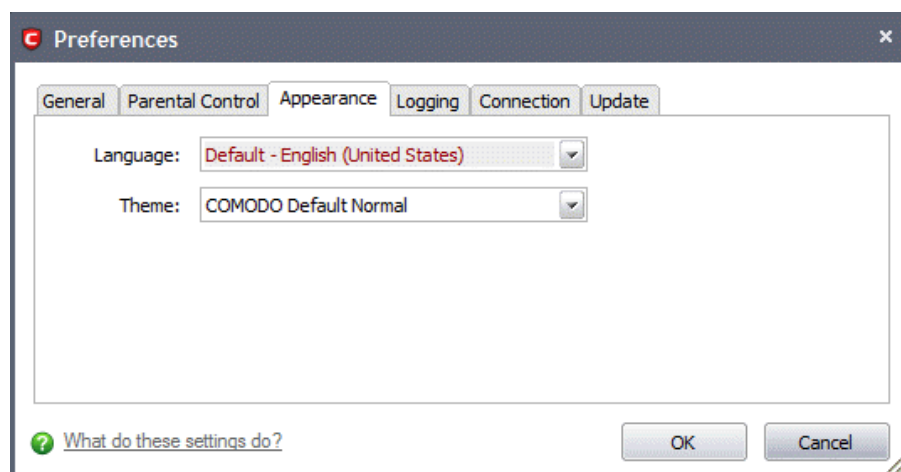 Preferences
General Parental Control Appearance Logging Connection Update
Language: Default - English (United States)
Theme: COMODO Default Normal
What do these settings do? OK Cancel